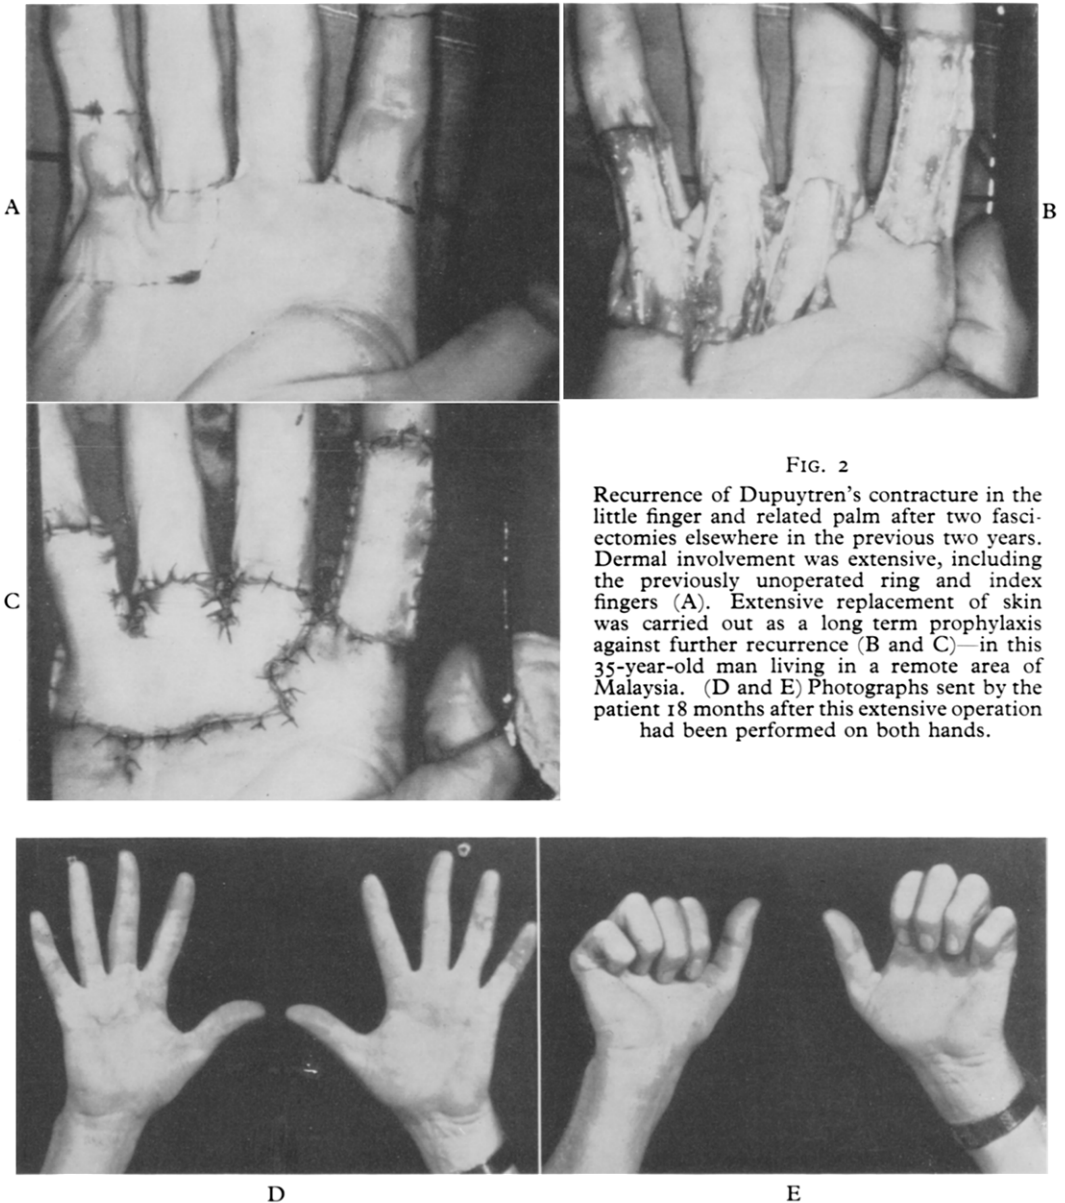 A
B
C
FIG. 2
Recurrence of Dupuytren's contracture in the
little finger and related palm after two fasci-
ectomies elsewhere in the previous two years.
Dermal involvement was extensive, including
the previously unoperated ring and index
fingers (A). Extensive replacement of skin
was carried out as a long term prophylaxis
against further recurrence (B and C)—in this
35-year-old man living in a remote area of
Malaysia. (D and E) Photographs sent by the
patient 18 months after this extensive operation
had been performed on both hands.
D
E